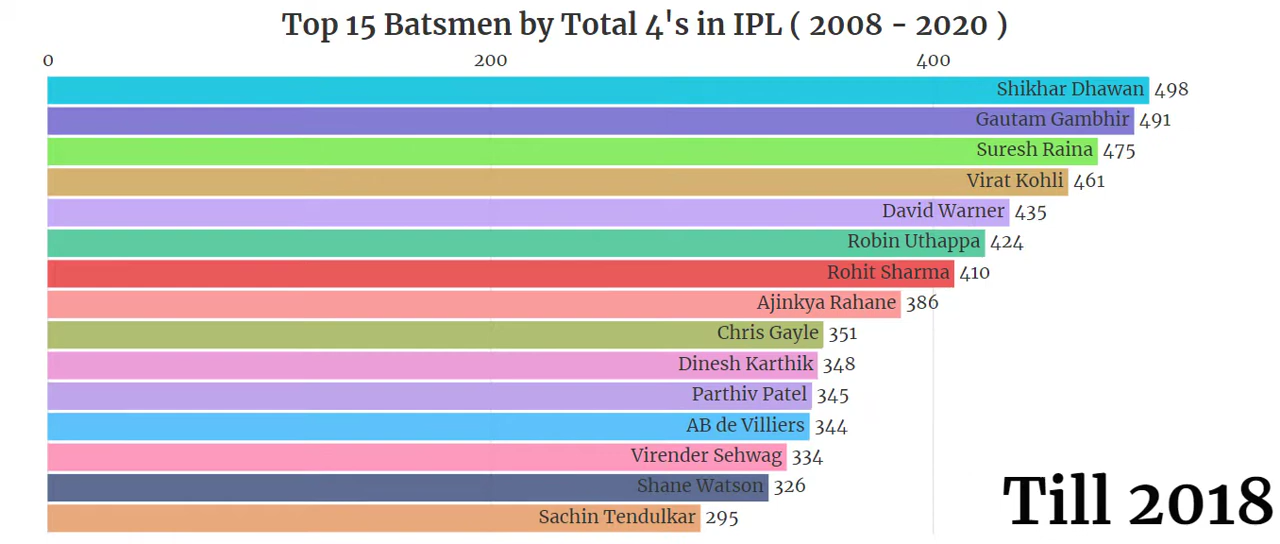 Top 15 Batsmen by Total 4's in IPL ( 2008 - 2020 )
0 200 400
Shikhar Dhawan 498
Gautam Gambhir 491
Suresh Raina 475
Virat Kohli 461
David Warner 435
Robin Uthappa 424
Rohit Sharma 410
Ajinkya Rahane 386
Chris Gayle 351
Dinesh Karthik 348
Parthiv Patel 345
AB de Villiers 344
Virender Sehwag 334
Shane Watson 326
Sachin Tendulkar 295
Till 2018